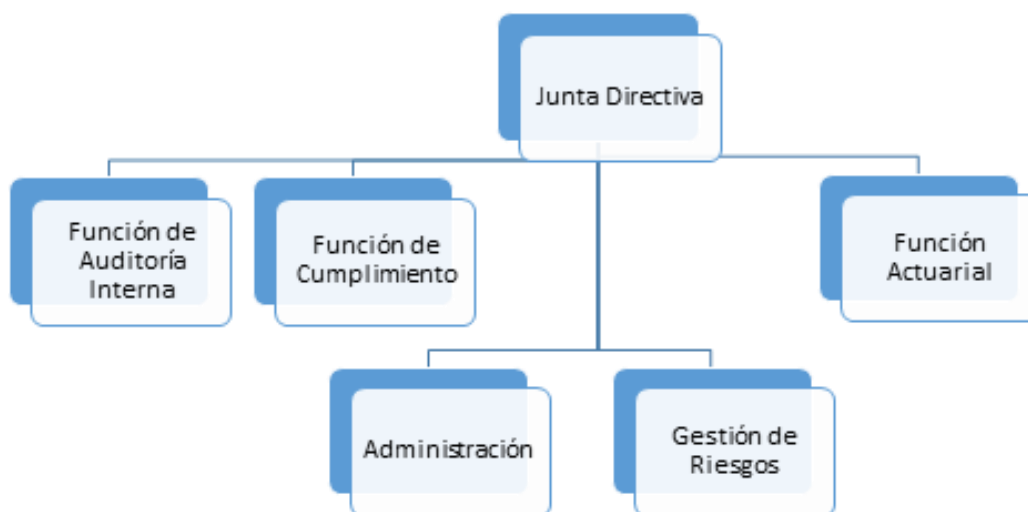 Junta Directiva
Función de
Auditoría
Interna
Función de
Cumplimiento
Función
Actuarial
Administración
Gestión de
Riesgos